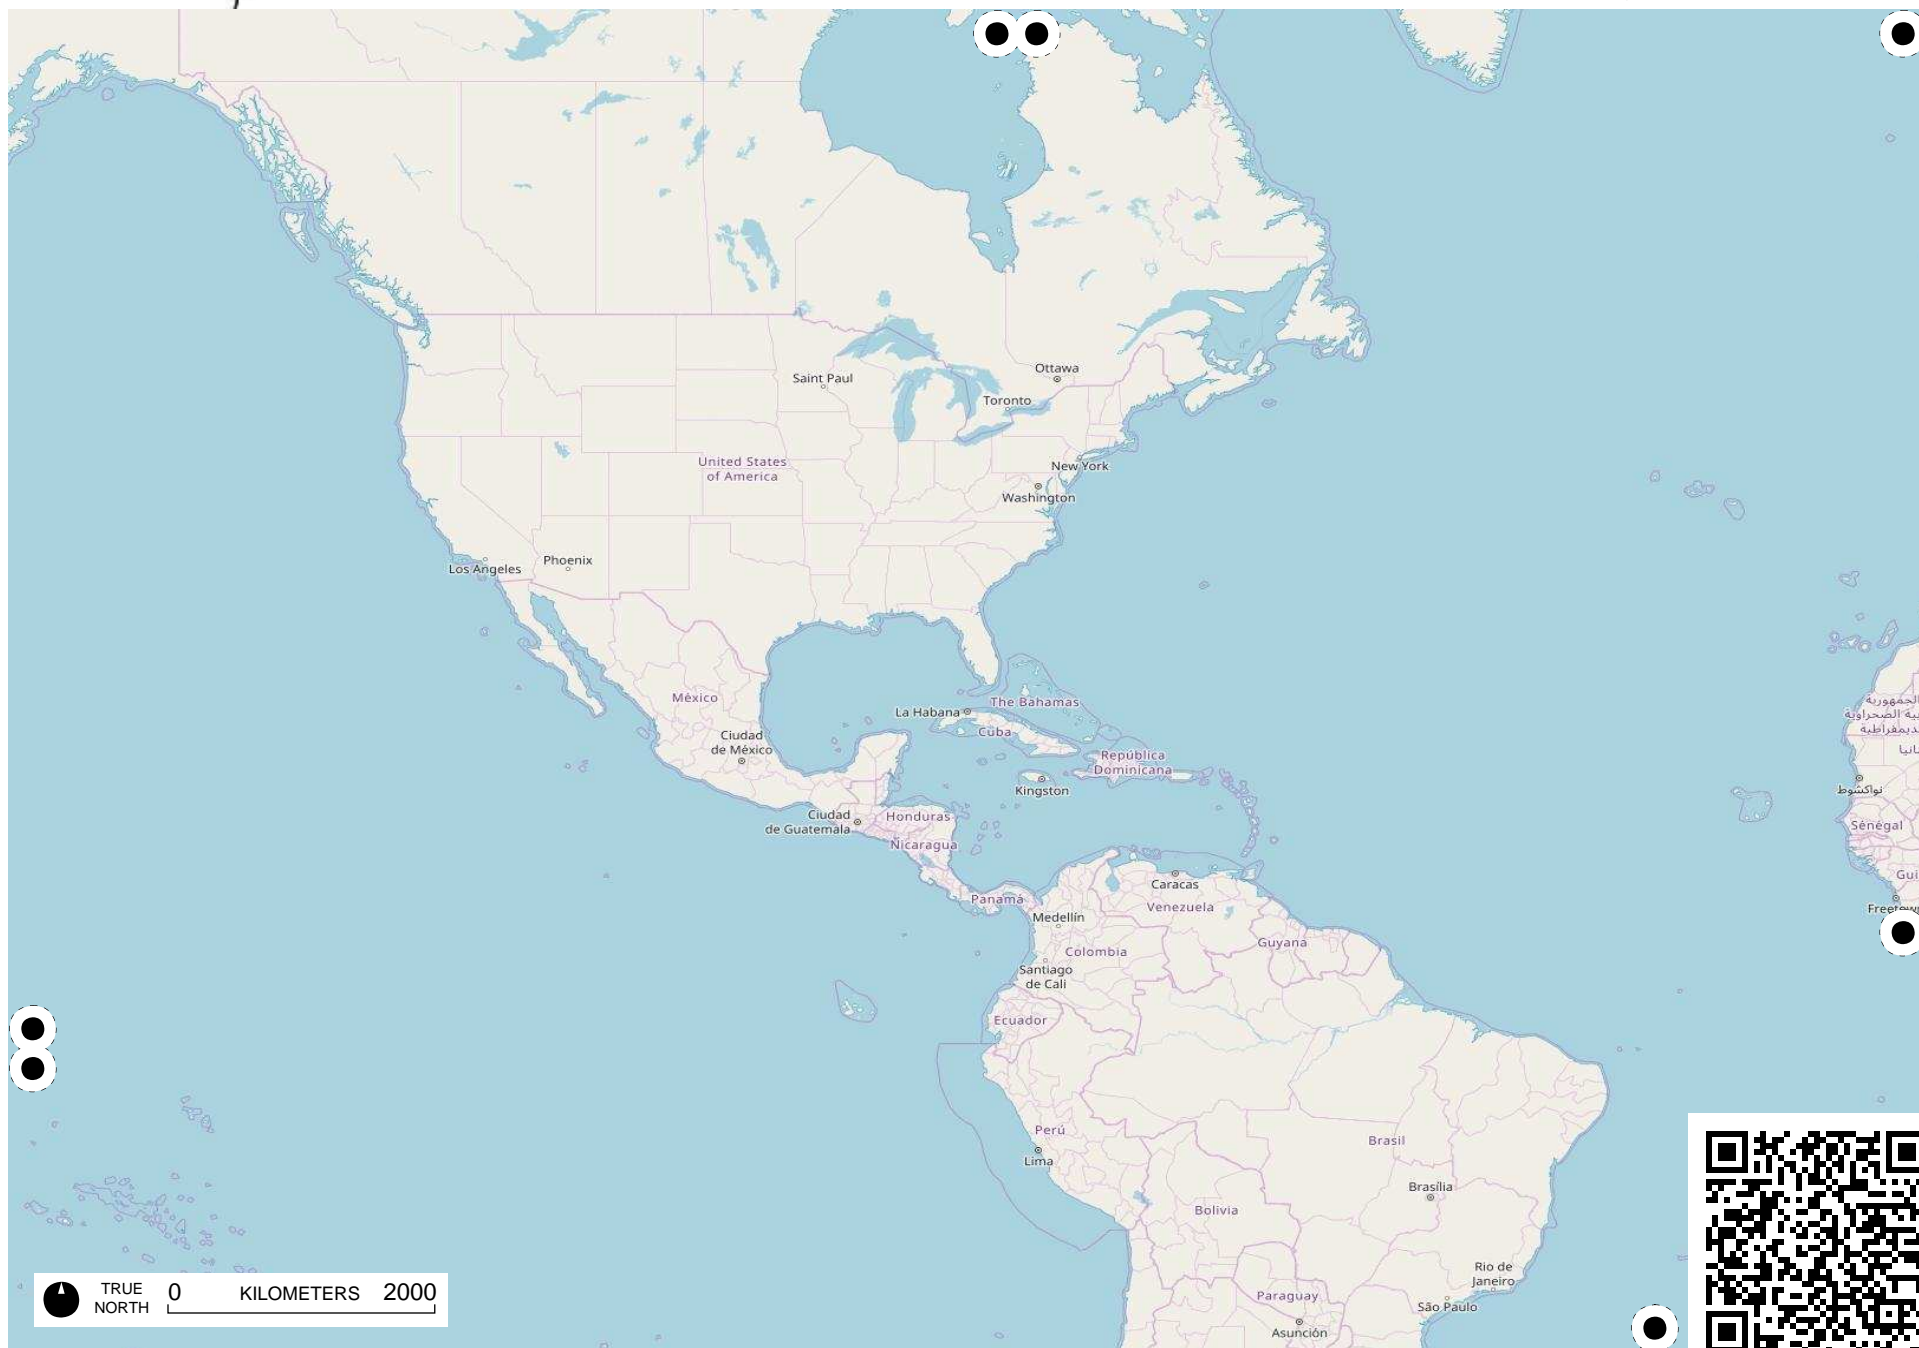 Ottawa
Saint Paul
Toronto
United States
of America
New York
Washington
Los Angeles
Phoenix
México
La Habana
The Bahamas
Cuba
Ciudad
de México
República
Dominicana
Kingston
Ciudad
de Guatemala
Honduras
Nicaragua
نواكشوط
Sénégal
Gui
Caracas
Panamá
Venezuela
Medellín
Guyana
Colombia
Santiago
de Cali
Ecuador
Perú
Lima
Brasil
Brasília
Bolivia
Rio de
Janeiro
Paraguay
São Paulo
Asunción
TRUE
NORTH
0 KILOMETERS 2000